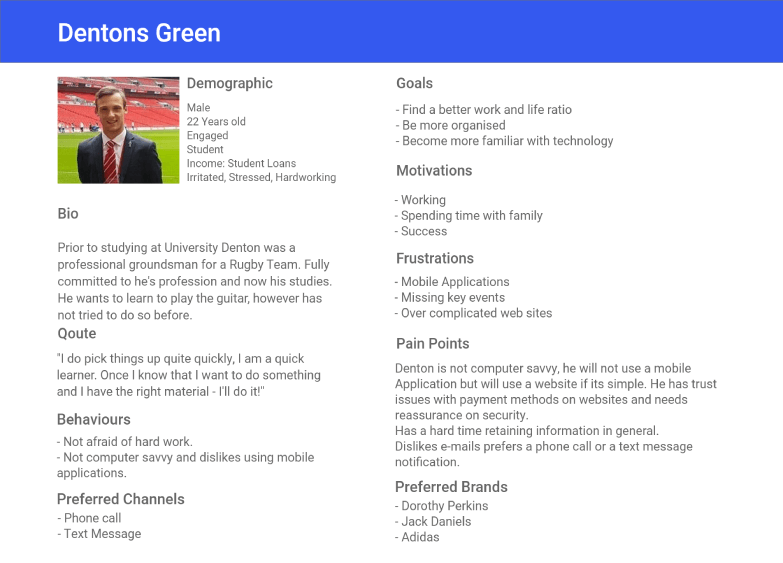 Dentons Green
Demographic
Male
22 Years old
Engaged
Student
Income: Student Loans
Irritated, Stressed, Hardworking
Bio
Prior to studying at University Denton was a
professional groundsman for a Rugby Team. Fully
committed to he's profession and now his studies.
He wants to learn to play the guitar, however has
not tried to do so before.
Qoute
"I do pick things up quite quickly, I am a quick
learner. Once I know that I want to do something
and I have the right material - I'll do it!"
Behaviours
- Not afraid of hard work.
- Not computer savvy and dislikes using mobile
applications.
Preferred Channels
- Phone call
- Text Message
Goals
- Find a better work and life ratio
- Be more organised
- Become more familiar with technology
Motivations
- Working
- Spending time with family
- Success
Frustrations
- Mobile Applications
- Missing key events
- Over complicated web sites
Pain Points
Denton is not computer savvy, he will not use a mobile
Application but will use a website if its simple. He has trust
issues with payment methods on websites and needs
reassurance on security.
Has a hard time retaining information in general.
Dislikes e-mails prefers a phone call or a text message
notification.
Preferred Brands
- Dorothy Perkins
- Jack Daniels
- Adidas